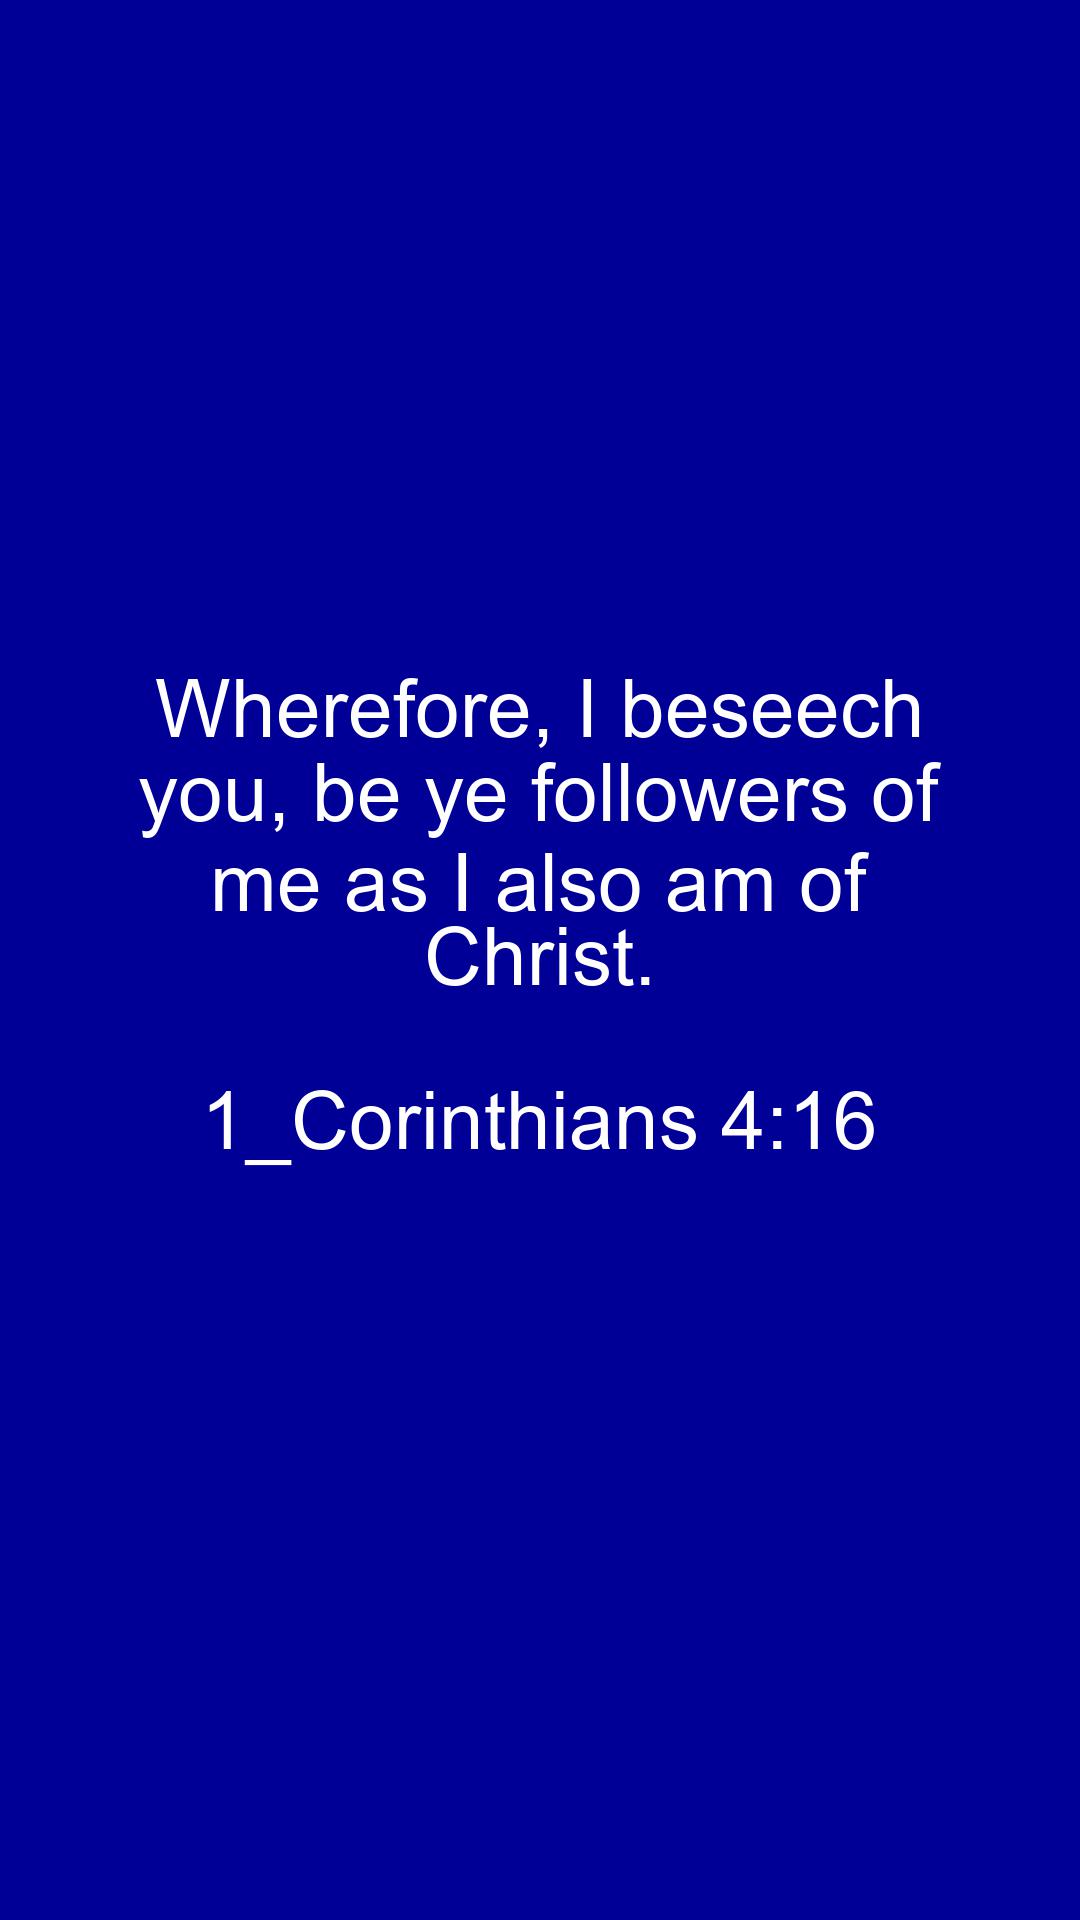 Wherefore, I beseech
you, be ye followers of
me as I also am of
Christ.
1_Corinthians 4:16